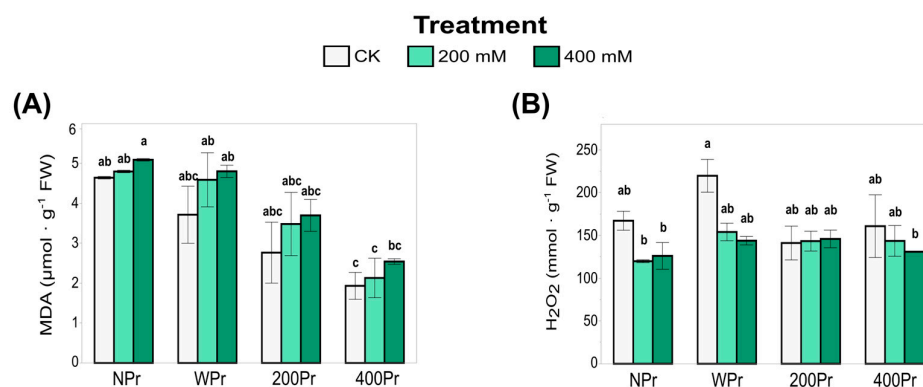 Treatment
CK 200 mM 400 mM
(A)
MDA (µmol · g⁻¹ FW)
6
5
4
3
2
1
0
ab ab a
abc ab ab
abc abc abc
c c bc
NPr WPr 200Pr 400Pr
(B)
H₂O₂ (mmol · g⁻¹ FW)
250
200
150
100
50
0
ab b b
a ab ab
ab ab ab
ab ab b
NPr WPr 200Pr 400Pr